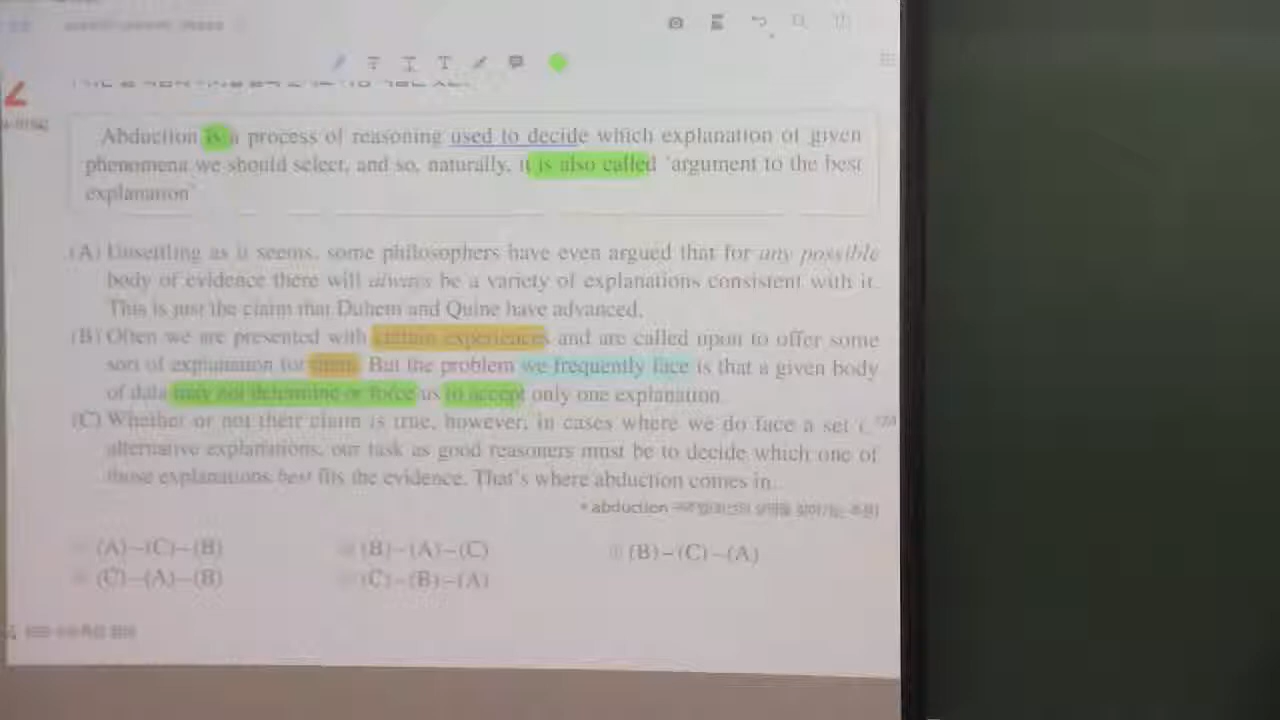 Abduction is a process of reasoning used to decide which explanation of given
phenomena we should select, and so, naturally, it is also called 'argument to the best
explanation'
(A) Unsettling as it seems, some philosophers have even argued that for any possible
body of evidence there will always be a variety of explanations consistent with it.
This is just the claim that Duhem and Quine have advanced.
(B) Often we are presented with certain experiences and are called upon to offer some
sort of explanation for them. But the problem we frequently face is that a given body
of data may not determine or force us to accept only one explanation
(C) Whether or not their claim is true, however, in cases where we do face a set
alternative explanations, our task as good reasoners must be to decide which one of
those explanations best fits the evidence. That's where abduction comes in.
* abduction
(A)–(C)–(B)
(B)–(A)–(C)
(B)–(C)–(A)
(C)–(A)–(B)
(C)–(B)–(A)